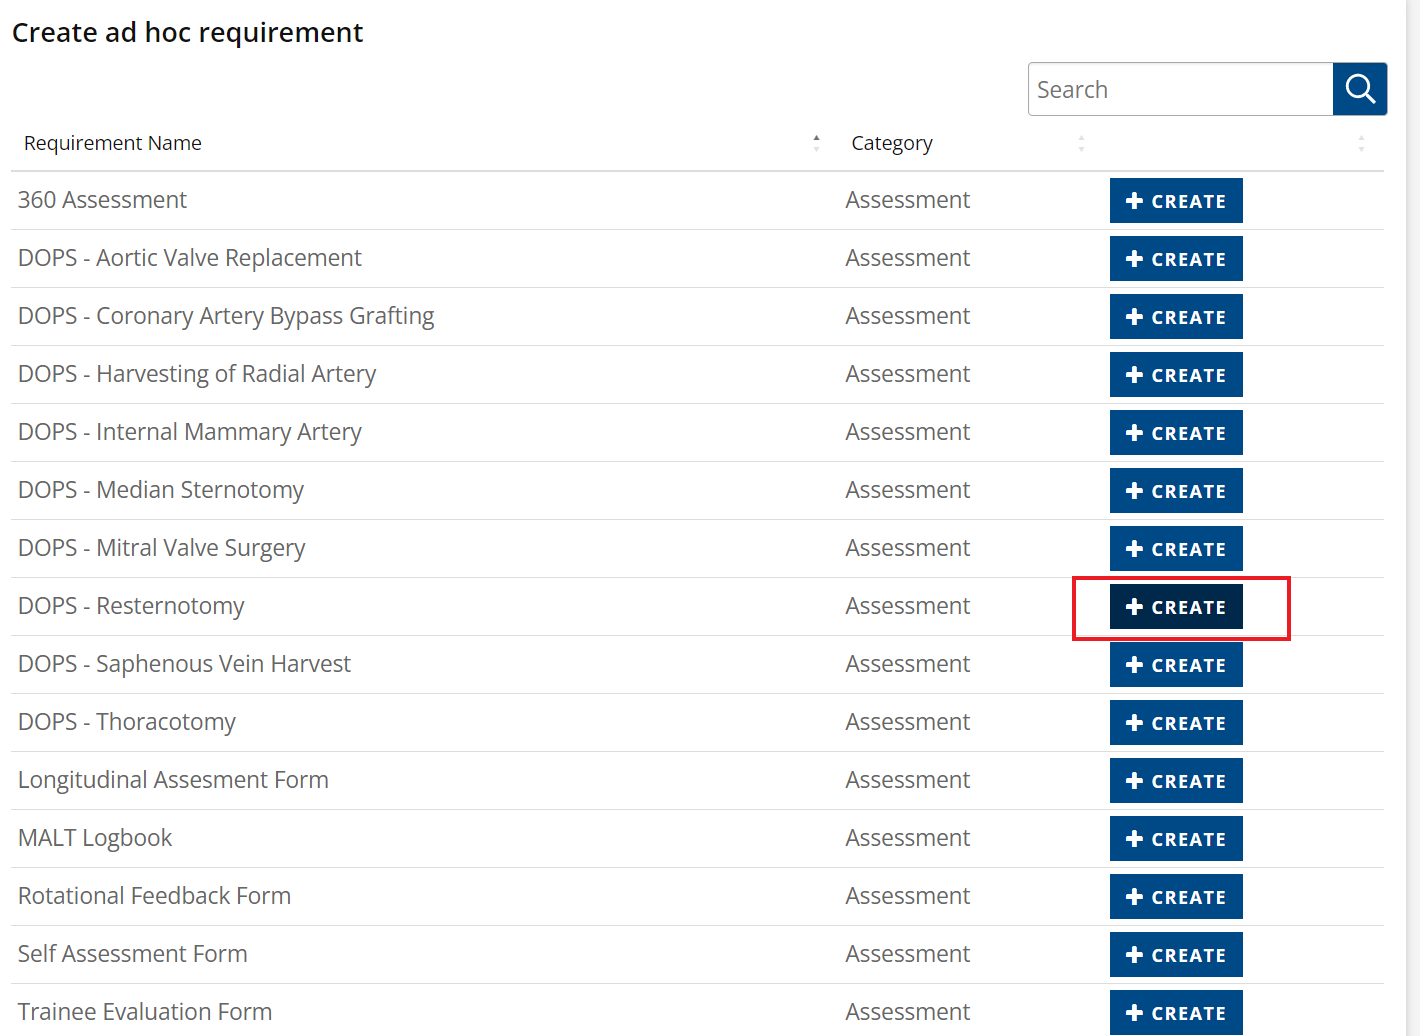 Create ad hoc requirement
Search
Requirement Name Category
360 Assessment Assessment CREATE
DOPS - Aortic Valve Replacement Assessment CREATE
DOPS - Coronary Artery Bypass Grafting Assessment CREATE
DOPS - Harvesting of Radial Artery Assessment CREATE
DOPS - Internal Mammary Artery Assessment CREATE
DOPS - Median Sternotomy Assessment CREATE
DOPS - Mitral Valve Surgery Assessment CREATE
DOPS - Resternotomy Assessment CREATE
DOPS - Saphenous Vein Harvest Assessment CREATE
DOPS - Thoracotomy Assessment CREATE
Longitudinal Assesment Form Assessment CREATE
MALT Logbook Assessment CREATE
Rotational Feedback Form Assessment CREATE
Self Assessment Form Assessment CREATE
Trainee Evaluation Form Assessment CREATE